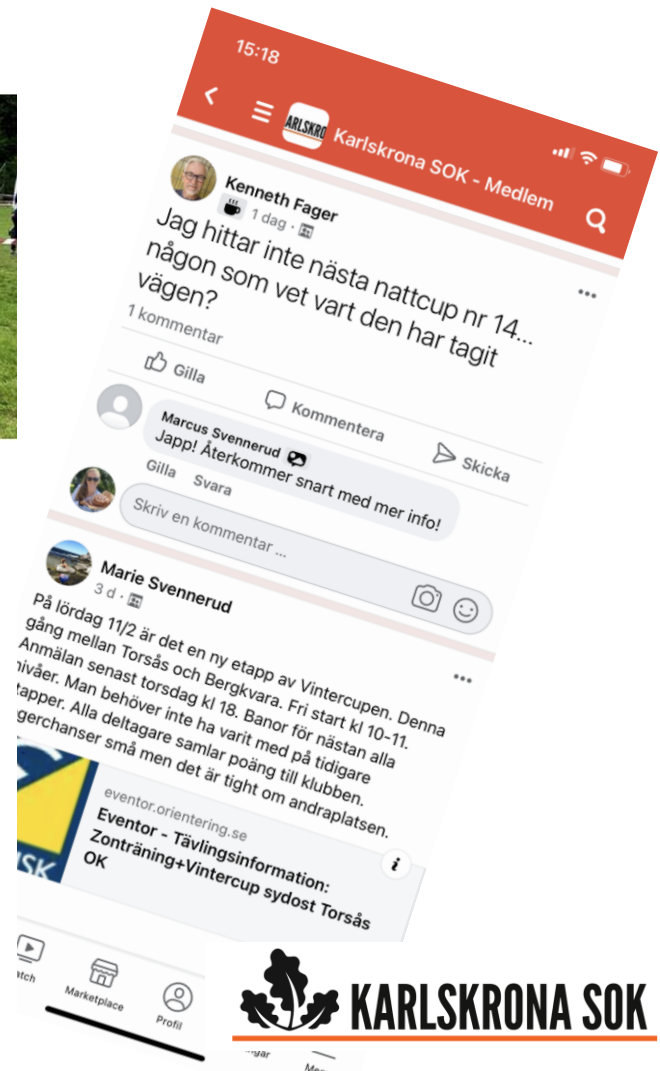 15:18
ARLSKRO
Karlskrona SOK - Medlem
Kenneth Fager
1 dag ·
Jag hittar inte nästa nattcup nr 14...
någon som vet vart den har tagit
vägen?
1 kommentar
Gilla
Kommentera
Skicka
Marcus Svennerud
Japp! Återkommer snart med mer info!
Gilla Svara
Skriv en kommentar ...
Marie Svennerud
3 d ·
På lördag 11/2 är det en ny etapp av Vintercupen. Denna
gång mellan Torsås och Bergkvara. Fri start kl 10-11.
Anmälan senast torsdag kl 18. Banor för nästan alla
nivåer. Man behöver inte ha varit med på tidigare
tapper. Alla deltagare samlar poäng till klubben.
gerchanser små men det är tight om andraplatsen.
eventor.orientering.se
Eventor - Tävlingsinformation:
Zonträning+Vintercup sydost Torsås
OK
SK
atch
Marketplace
Profil
KARLSKRONA SOK